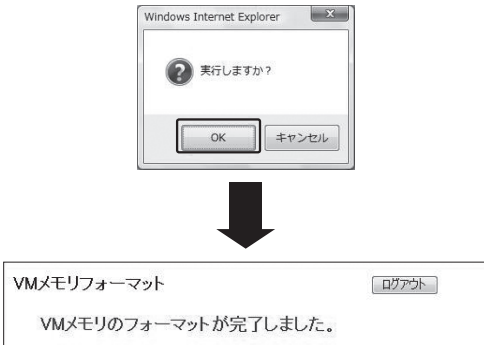 Windows Internet Explorer
実行しますか？
OK キャンセル
VMメモリフォーマット ログアウト
VMメモリのフォーマットが完了しました。